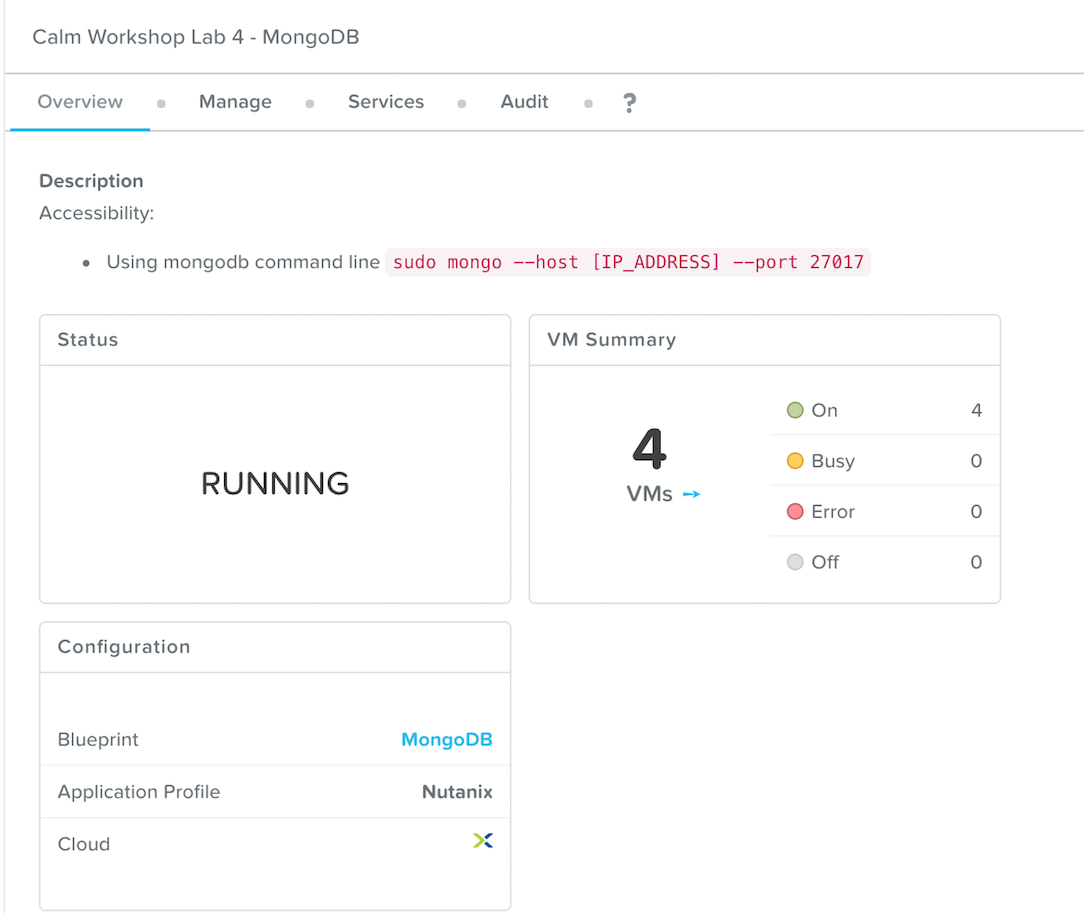 Calm Workshop Lab 4 - MongoDB
Overview Manage Services Audit ?
Description
Accessibility:
Using mongodb command line sudo mongo --host [IP_ADDRESS] --port 27017
Status
RUNNING
VM Summary
4
VMs →
On 4
Busy 0
Error 0
Off 0
Configuration
Blueprint MongoDB
Application Profile Nutanix
Cloud